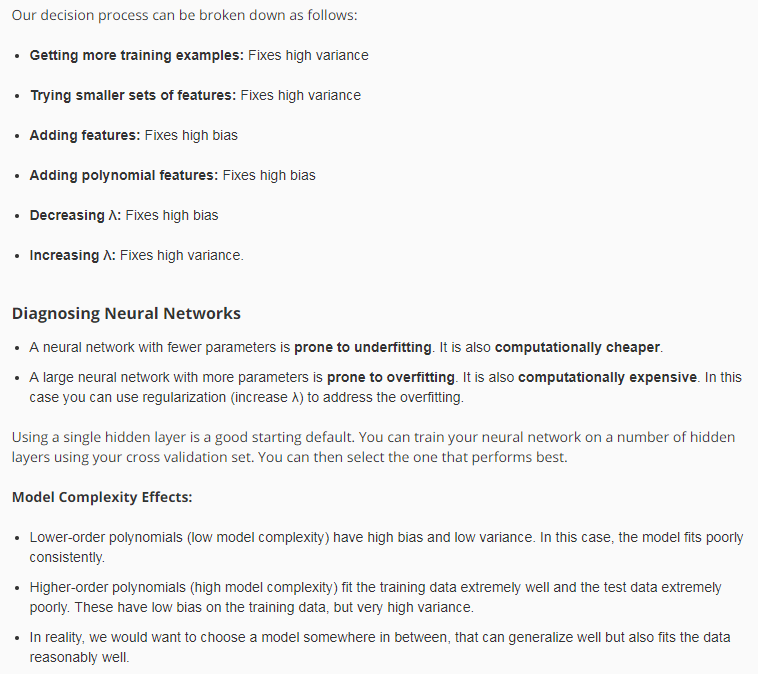 Our decision process can be broken down as follows:
• Getting more training examples: Fixes high variance
• Trying smaller sets of features: Fixes high variance
• Adding features: Fixes high bias
• Adding polynomial features: Fixes high bias
• Decreasing λ: Fixes high bias
• Increasing λ: Fixes high variance.
Diagnosing Neural Networks
• A neural network with fewer parameters is prone to underfitting. It is also computationally cheaper.
• A large neural network with more parameters is prone to overfitting. It is also computationally expensive. In this
case you can use regularization (increase λ) to address the overfitting.
Using a single hidden layer is a good starting default. You can train your neural network on a number of hidden
layers using your cross validation set. You can then select the one that performs best.
Model Complexity Effects:
• Lower-order polynomials (low model complexity) have high bias and low variance. In this case, the model fits poorly
consistently.
• Higher-order polynomials (high model complexity) fit the training data extremely well and the test data extremely
poorly. These have low bias on the training data, but very high variance.
• In reality, we would want to choose a model somewhere in between, that can generalize well but also fits the data
reasonably well.